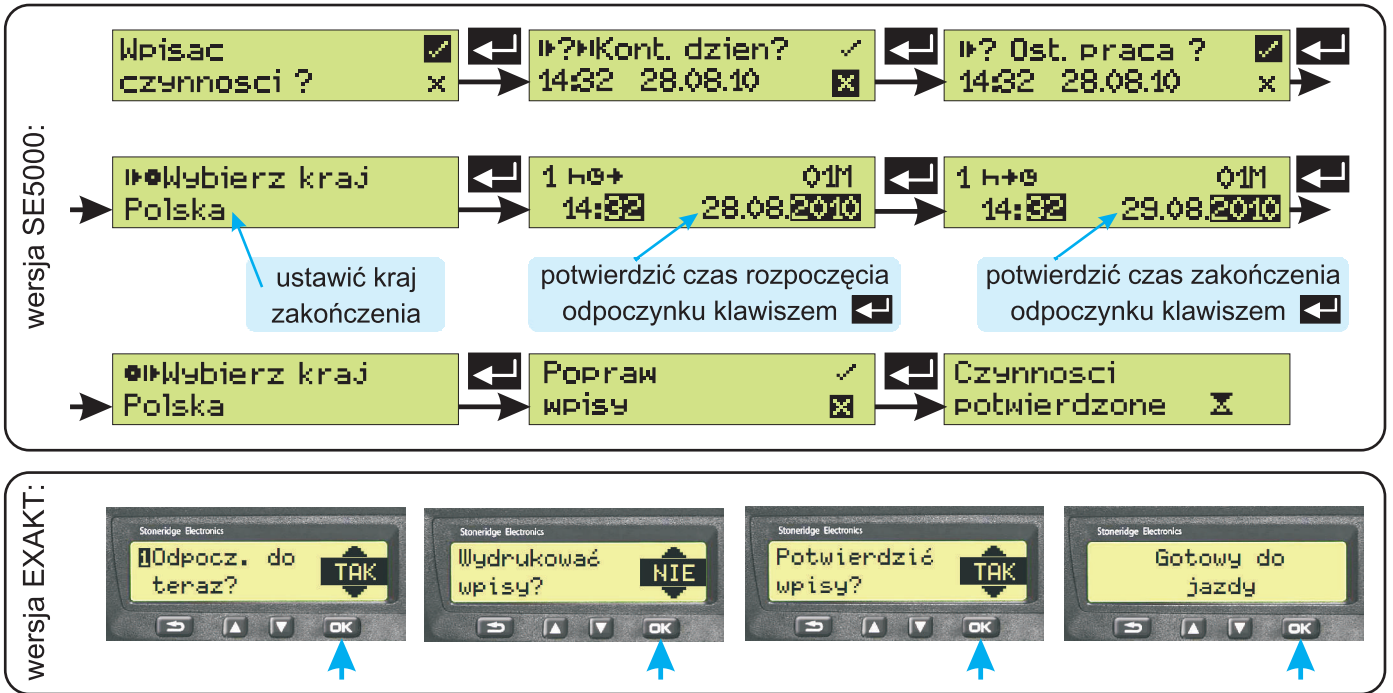 wersja SE5000:
Wpisac ✓
czynnosci ? x
?Kont. dzien? ✓
14:32 28.08.10 x
? Ost. praca ? ✓
14:32 28.08.10 x
Wybierz kraj
Polska
ustawić kraj
zakończenia
1 01M
14:32 28.08.2010
potwierdzić czas rozpoczęcia
odpoczynku klawiszem
1 01M
14:32 29.08.2010
potwierdzić czas zakończenia
odpoczynku klawiszem
Wybierz kraj
Polska
Popraw ✓
wpisy x
Czynnosci
potwierdzone
wersja EXAKT:
Stoneridge Electronics
1Odpocz. do
teraz?
TAK
OK
Stoneridge Electronics
Wydrukować
wpisy?
NIE
OK
Stoneridge Electronics
Potwierdzić
wpisy?
TAK
OK
Stoneridge Electronics
Gotowy do
jazdy
OK